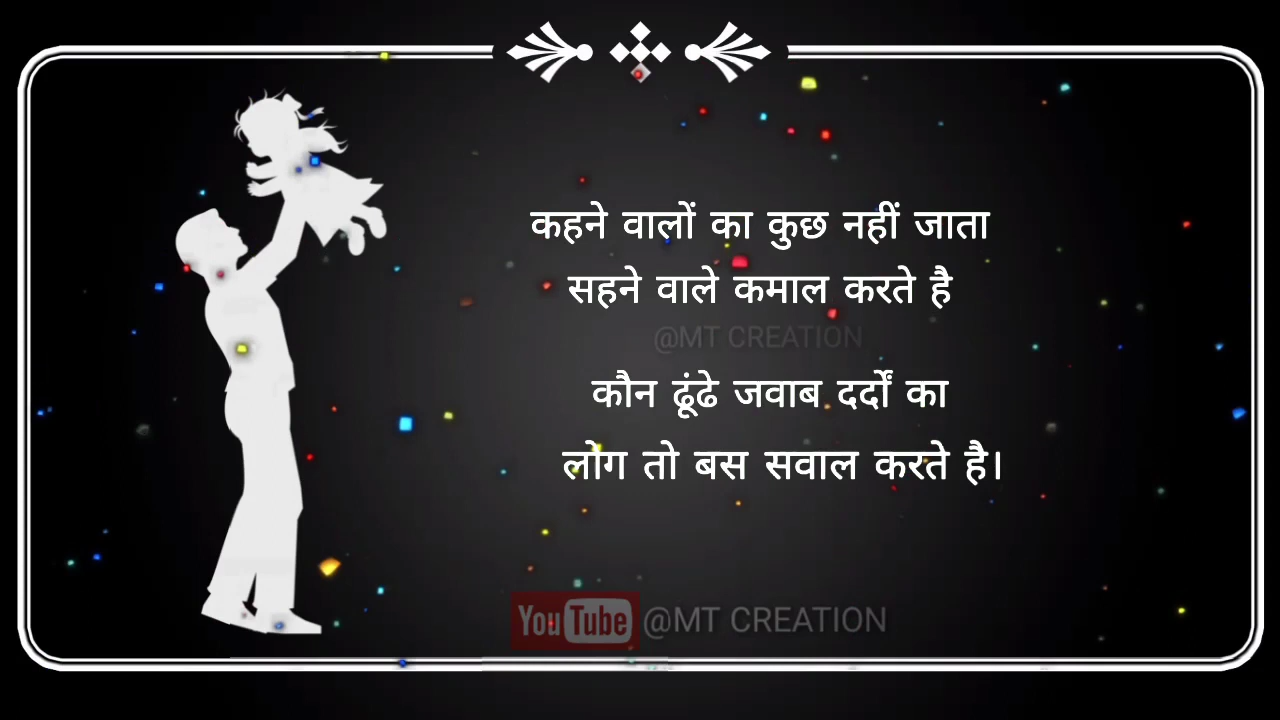 कहने वालों का कुछ नहीं जाता
सहने वाले कमाल करते है
@MT CREATION
कौन ढूंढे जवाब दर्दों का
लोग तो बस सवाल करते है।
YouTube @MT CREATION